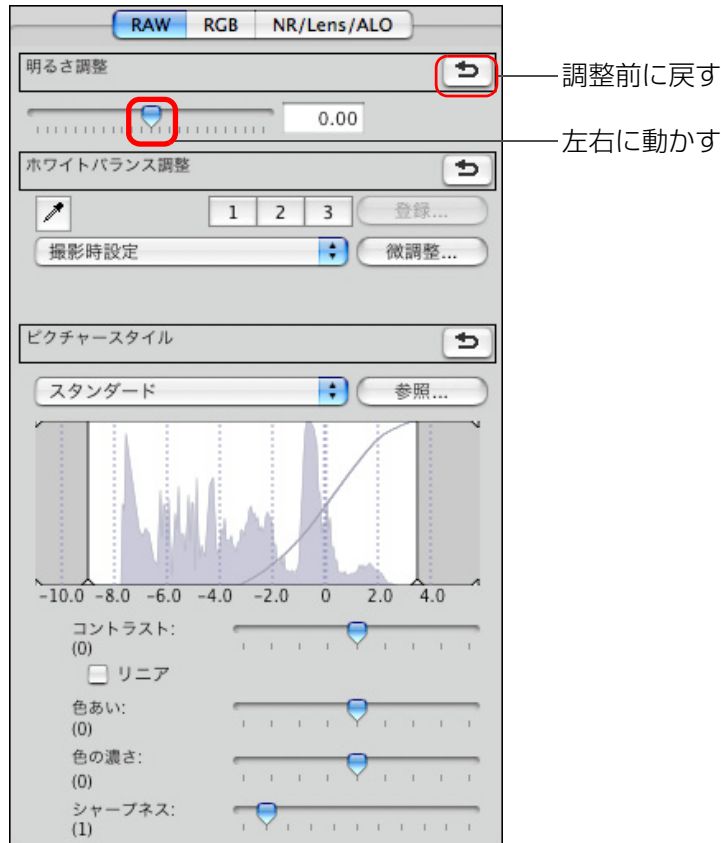 RAW RGB NR/Lens/ALO
明るさ調整
調整前に戻す
0.00
左右に動かす
ホワイトバランス調整
1 2 3 登録...
撮影時設定 微調整...
ピクチャースタイル
スタンダード 参照...
-10.0 -8.0 -6.0 -4.0 -2.0 0 2.0 4.0
コントラスト:
(0)
リニア
色あい:
(0)
色の濃さ:
(0)
シャープネス:
(1)